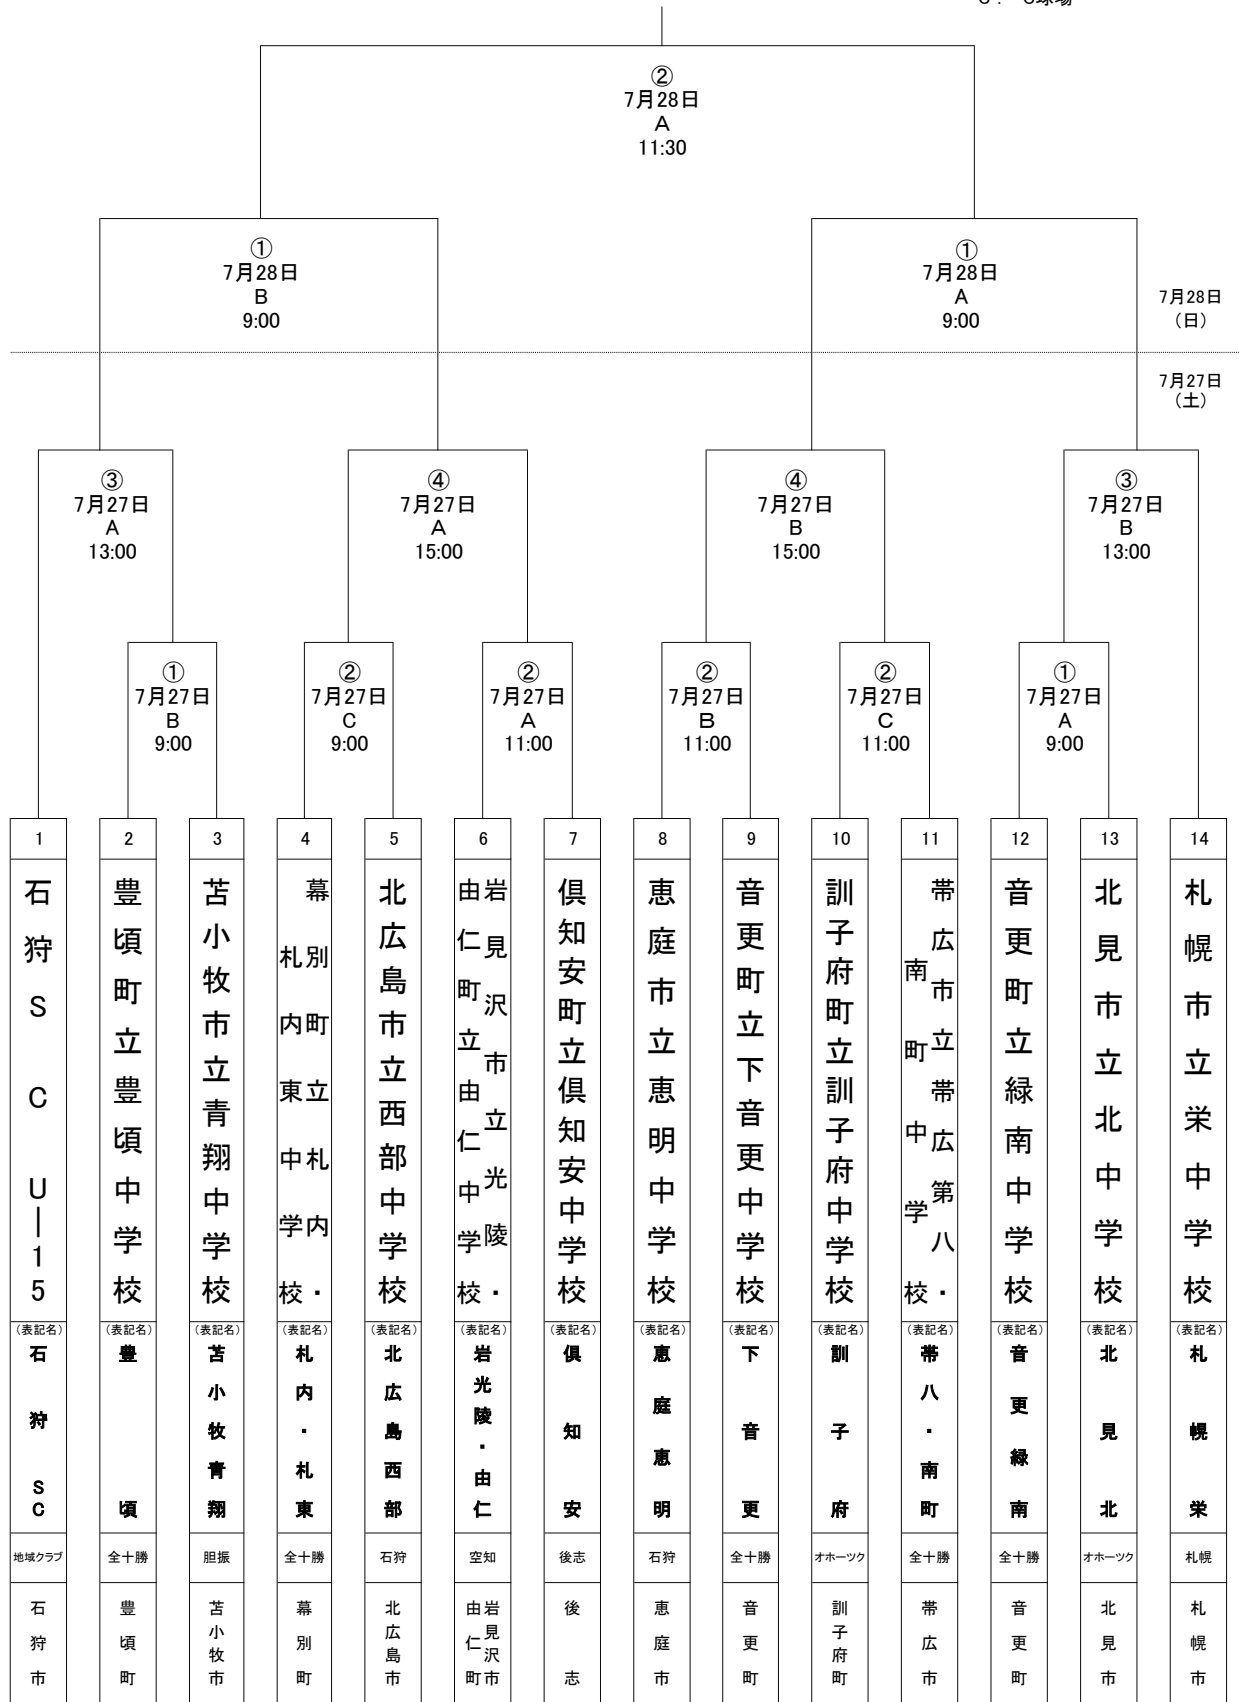 ②
7月28日
A
11:30
①
7月28日
B
9:00
①
7月28日
A
9:00
7月28日
(日)
7月27日
(土)
③
7月27日
A
13:00
④
7月27日
A
15:00
④
7月27日
B
15:00
③
7月27日
B
13:00
①
7月27日
B
9:00
②
7月27日
C
9:00
②
7月27日
A
11:00
②
7月27日
B
11:00
②
7月27日
C
11:00
①
7月27日
A
9:00
1
石狩SC U-15
(表記名)
石狩SC
地域クラブ
石狩市
2
豊頃町立豊頃中学校
(表記名)
豊頃
全十勝
豊頃町
3
苫小牧市立青翔中学校
(表記名)
苫小牧青翔
胆振
苫小牧市
4
幕別町立札内・
札内東中学校
(表記名)
札内・札東
全十勝
幕別町
5
北広島市立西部中学校
(表記名)
北広島西部
石狩
北広島市
6
岩見沢市立光陵・
由仁町立由仁中学校
(表記名)
岩光陵・由仁
空知
岩見沢市
由仁町
7
倶知安町立倶知安中学校
(表記名)
倶知安
後志
後志
8
恵庭市立恵明中学校
(表記名)
恵庭恵明
石狩
恵庭市
9
音更町立下音更中学校
(表記名)
下音更
全十勝
音更町
10
訓子府町立訓子府中学校
(表記名)
訓子府
オホーツク
訓子府町
11
帯広市立帯広第八・
南町中学校
(表記名)
帯八・南町
全十勝
帯広市
12
音更町立緑南中学校
(表記名)
音更緑南
全十勝
音更町
13
北見市立北中学校
(表記名)
北見北
オホーツク
北見市
14
札幌市立栄中学校
(表記名)
札幌栄
札幌
札幌市